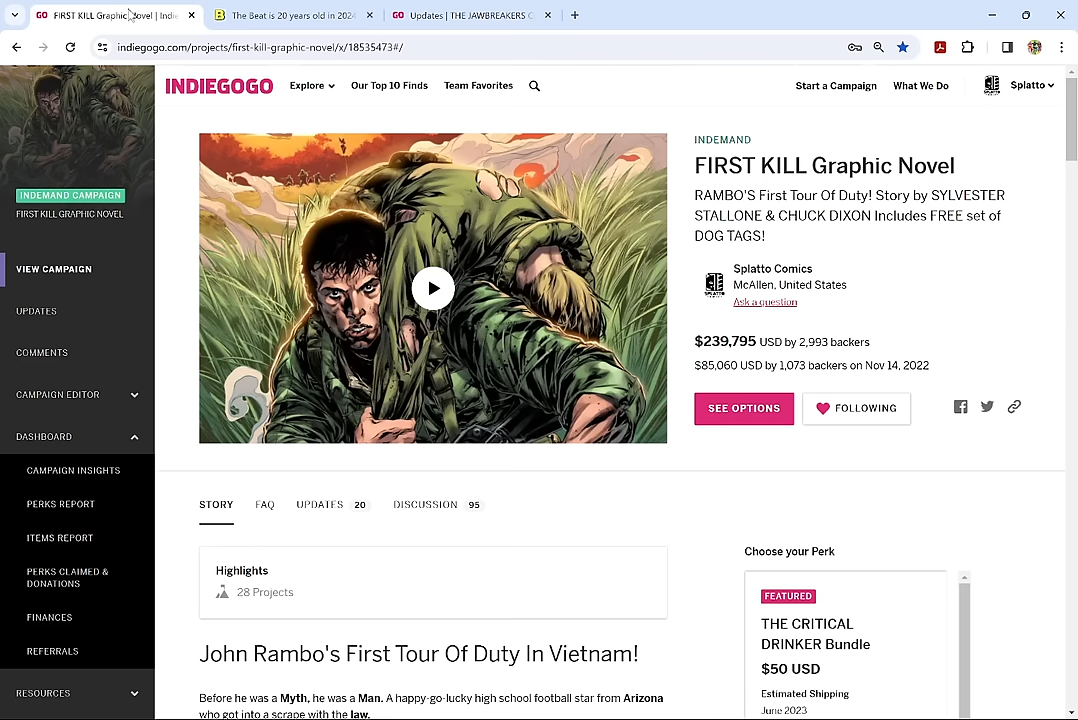 FIRST KILL Graphic Novel | Indie
The Beat is 20 years old in 2024
GO Updates | THE JAWBREAKERS G
indiegogo.com/projects/first-kill-graphic-novel/x/18535473#/
INDIEGOGO
Explore
Our Top 10 Finds
Team Favorites
Start a Campaign
What We Do
Splatto
INDEMAND CAMPAIGN
FIRST KILL GRAPHIC NOVEL
VIEW CAMPAIGN
UPDATES
COMMENTS
CAMPAIGN EDITOR
DASHBOARD
CAMPAIGN INSIGHTS
PERKS REPORT
ITEMS REPORT
PERKS CLAIMED &
DONATIONS
FINANCES
REFERRALS
RESOURCES
INDEMAND
FIRST KILL Graphic Novel
RAMBO'S First Tour Of Duty! Story by SYLVESTER
STALLONE & CHUCK DIXON Includes FREE set of
DOG TAGS!
Splatto Comics
McAllen, United States
Ask a question
$239,795 USD by 2,993 backers
$85,060 USD by 1,073 backers on Nov 14, 2022
SEE OPTIONS
FOLLOWING
STORY
FAQ
UPDATES 20
DISCUSSION 95
Highlights
28 Projects
John Rambo's First Tour Of Duty In Vietnam!
Before he was a Myth, he was a Man. A happy-go-lucky high school football star from Arizona
who got into a scrape with the law.
Choose your Perk
FEATURED
THE CRITICAL
DRINKER Bundle
$50 USD
Estimated Shipping
June 2023